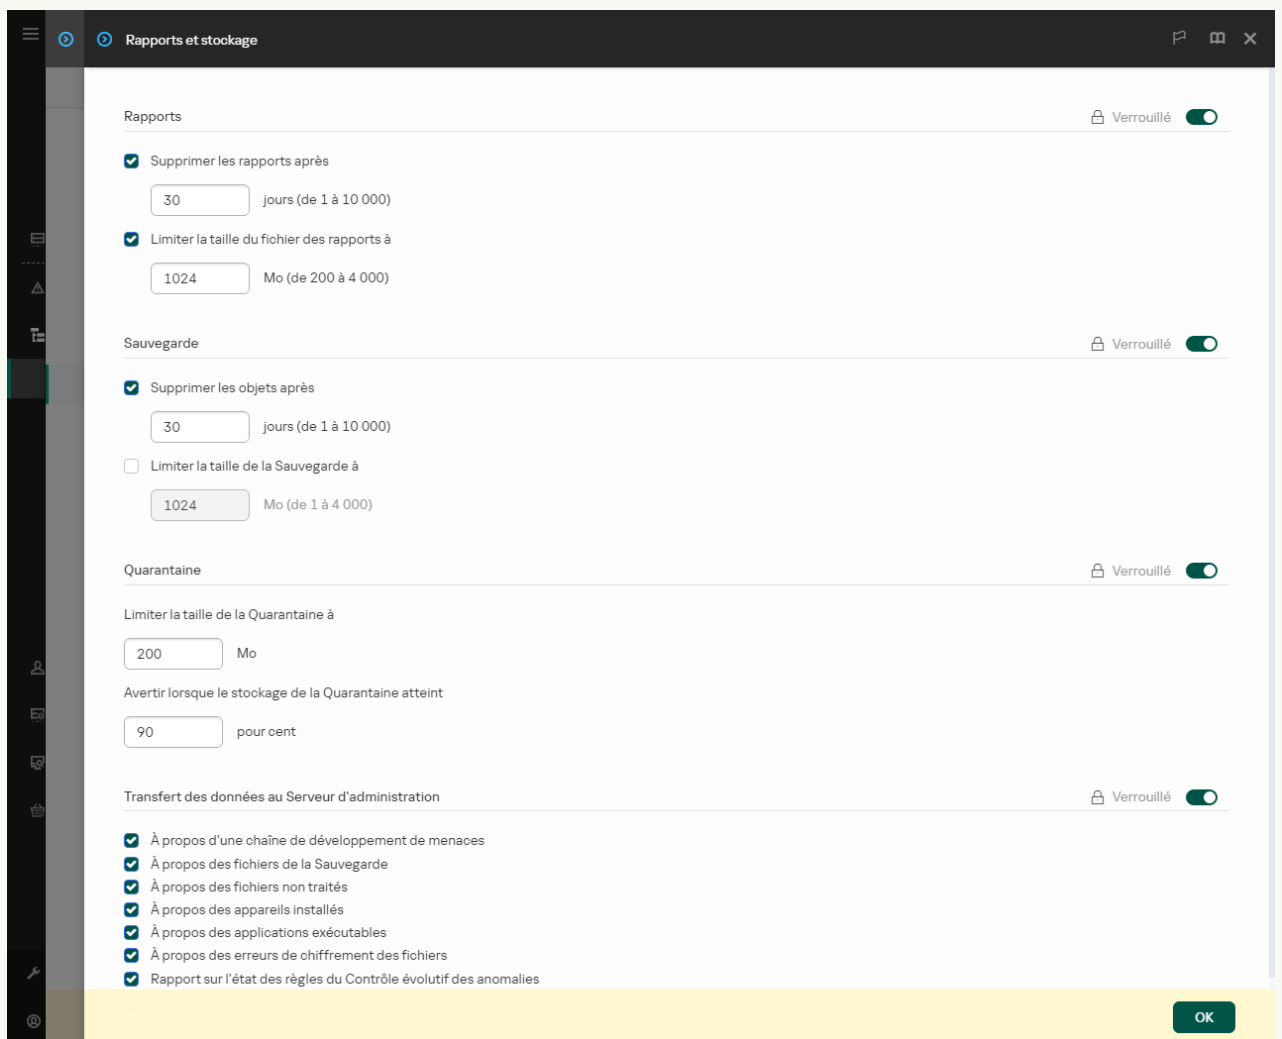 Rapports et stockage
Rapports
Verrouillé
Supprimer les rapports après
30 jours (de 1 à 10 000)
Limiter la taille du fichier des rapports à
1024 Mo (de 200 à 4 000)
Sauvegarde
Verrouillé
Supprimer les objets après
30 jours (de 1 à 10 000)
Limiter la taille de la Sauvegarde à
1024 Mo (de 1 à 4 000)
Quarantaine
Verrouillé
Limiter la taille de la Quarantaine à
200 Mo
Avertir lorsque le stockage de la Quarantaine atteint
90 pour cent
Transfert des données au Serveur d'administration
Verrouillé
À propos d'une chaîne de développement de menaces
À propos des fichiers de la Sauvegarde
À propos des fichiers non traités
À propos des appareils installés
À propos des applications exécutables
À propos des erreurs de chiffrement des fichiers
Rapport sur l'état des règles du Contrôle évolutif des anomalies
OK